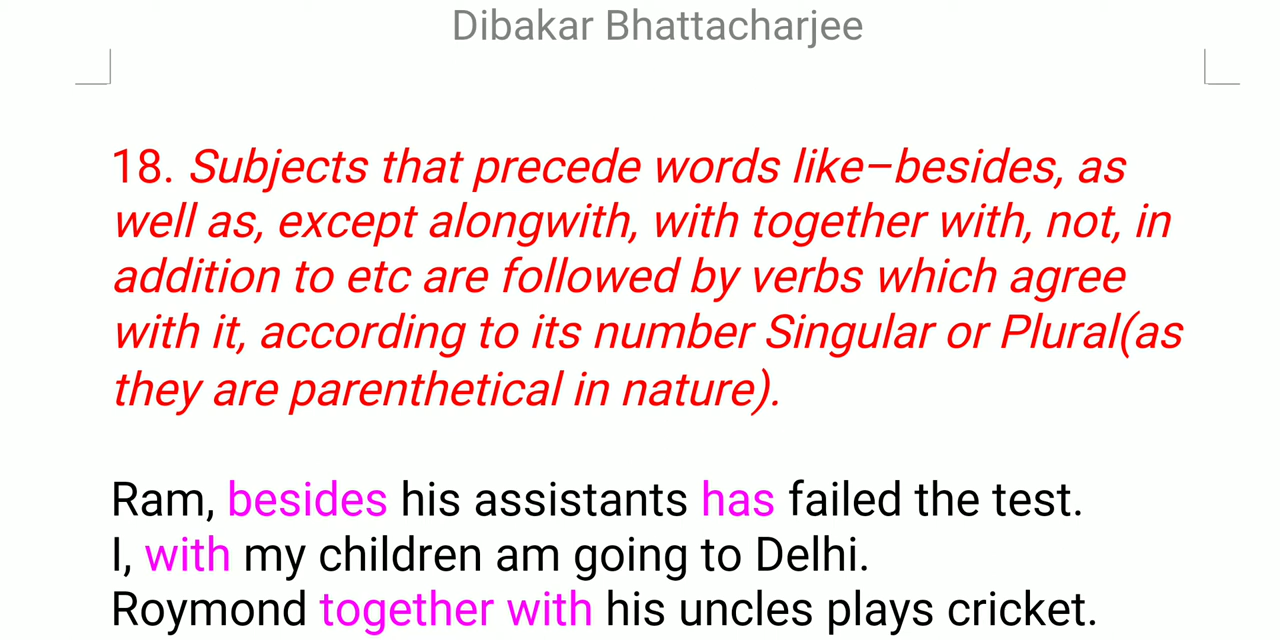 Dibakar Bhattacharjee
18. Subjects that precede words like–besides, as
well as, except alongwith, with together with, not, in
addition to etc are followed by verbs which agree
with it, according to its number Singular or Plural(as
they are parenthetical in nature).
Ram, besides his assistants has failed the test.
I, with my children am going to Delhi.
Roymond together with his uncles plays cricket.